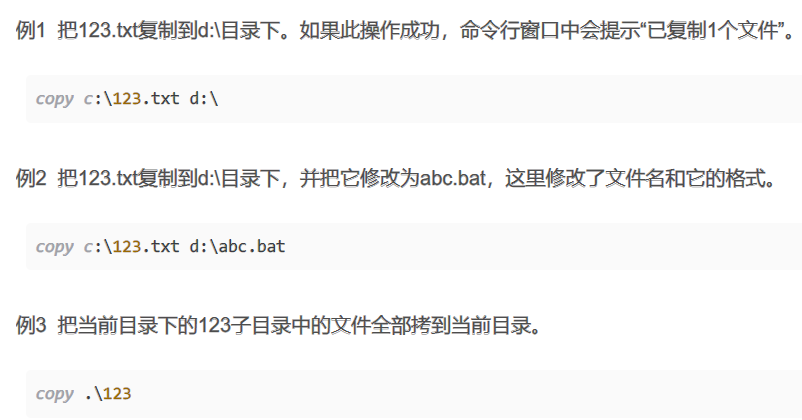 例1 把123.txt复制到d:\目录下。如果此操作成功，命令行窗口中会提示“已复制1个文件”。
copy c:\123.txt d:\
例2 把123.txt复制到d:\目录下，并把它修改为abc.bat，这里修改了文件名和它的格式。
copy c:\123.txt d:\abc.bat
例3 把当前目录下的123子目录中的文件全部拷到当前目录。
copy .\123